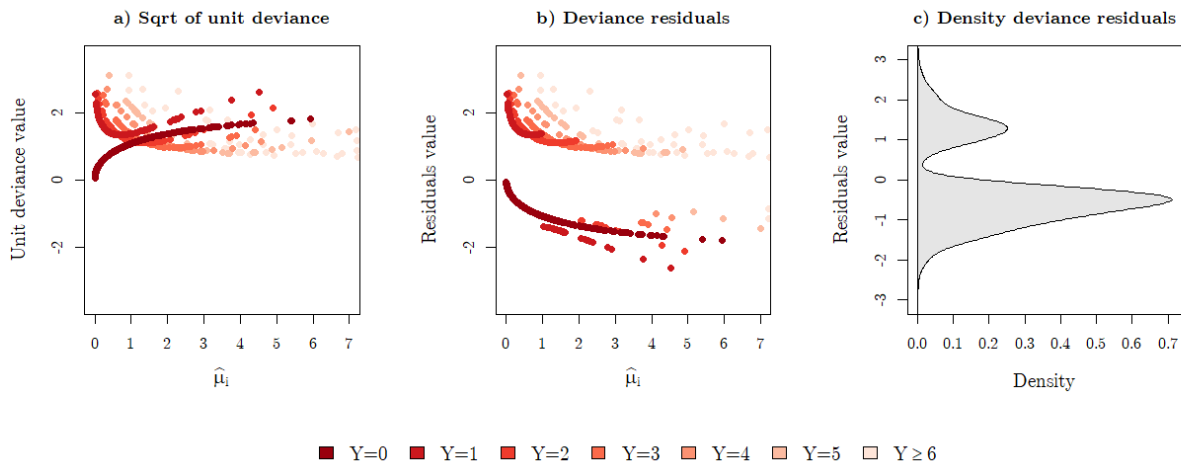 a) Sqrt of unit deviance
b) Deviance residuals
c) Density deviance residuals
Unit deviance value
2
0
-2
0 1 2 3 4 5 6 7
μ̂i
Residuals value
2
0
-2
0 1 2 3 4 5 6 7
μ̂i
Residuals value
3
2
1
0
-1
-2
-3
0.0 0.1 0.2 0.3 0.4 0.5 0.6 0.7
Density
Y=0 Y=1 Y=2 Y=3 Y=4 Y=5 Y≥6